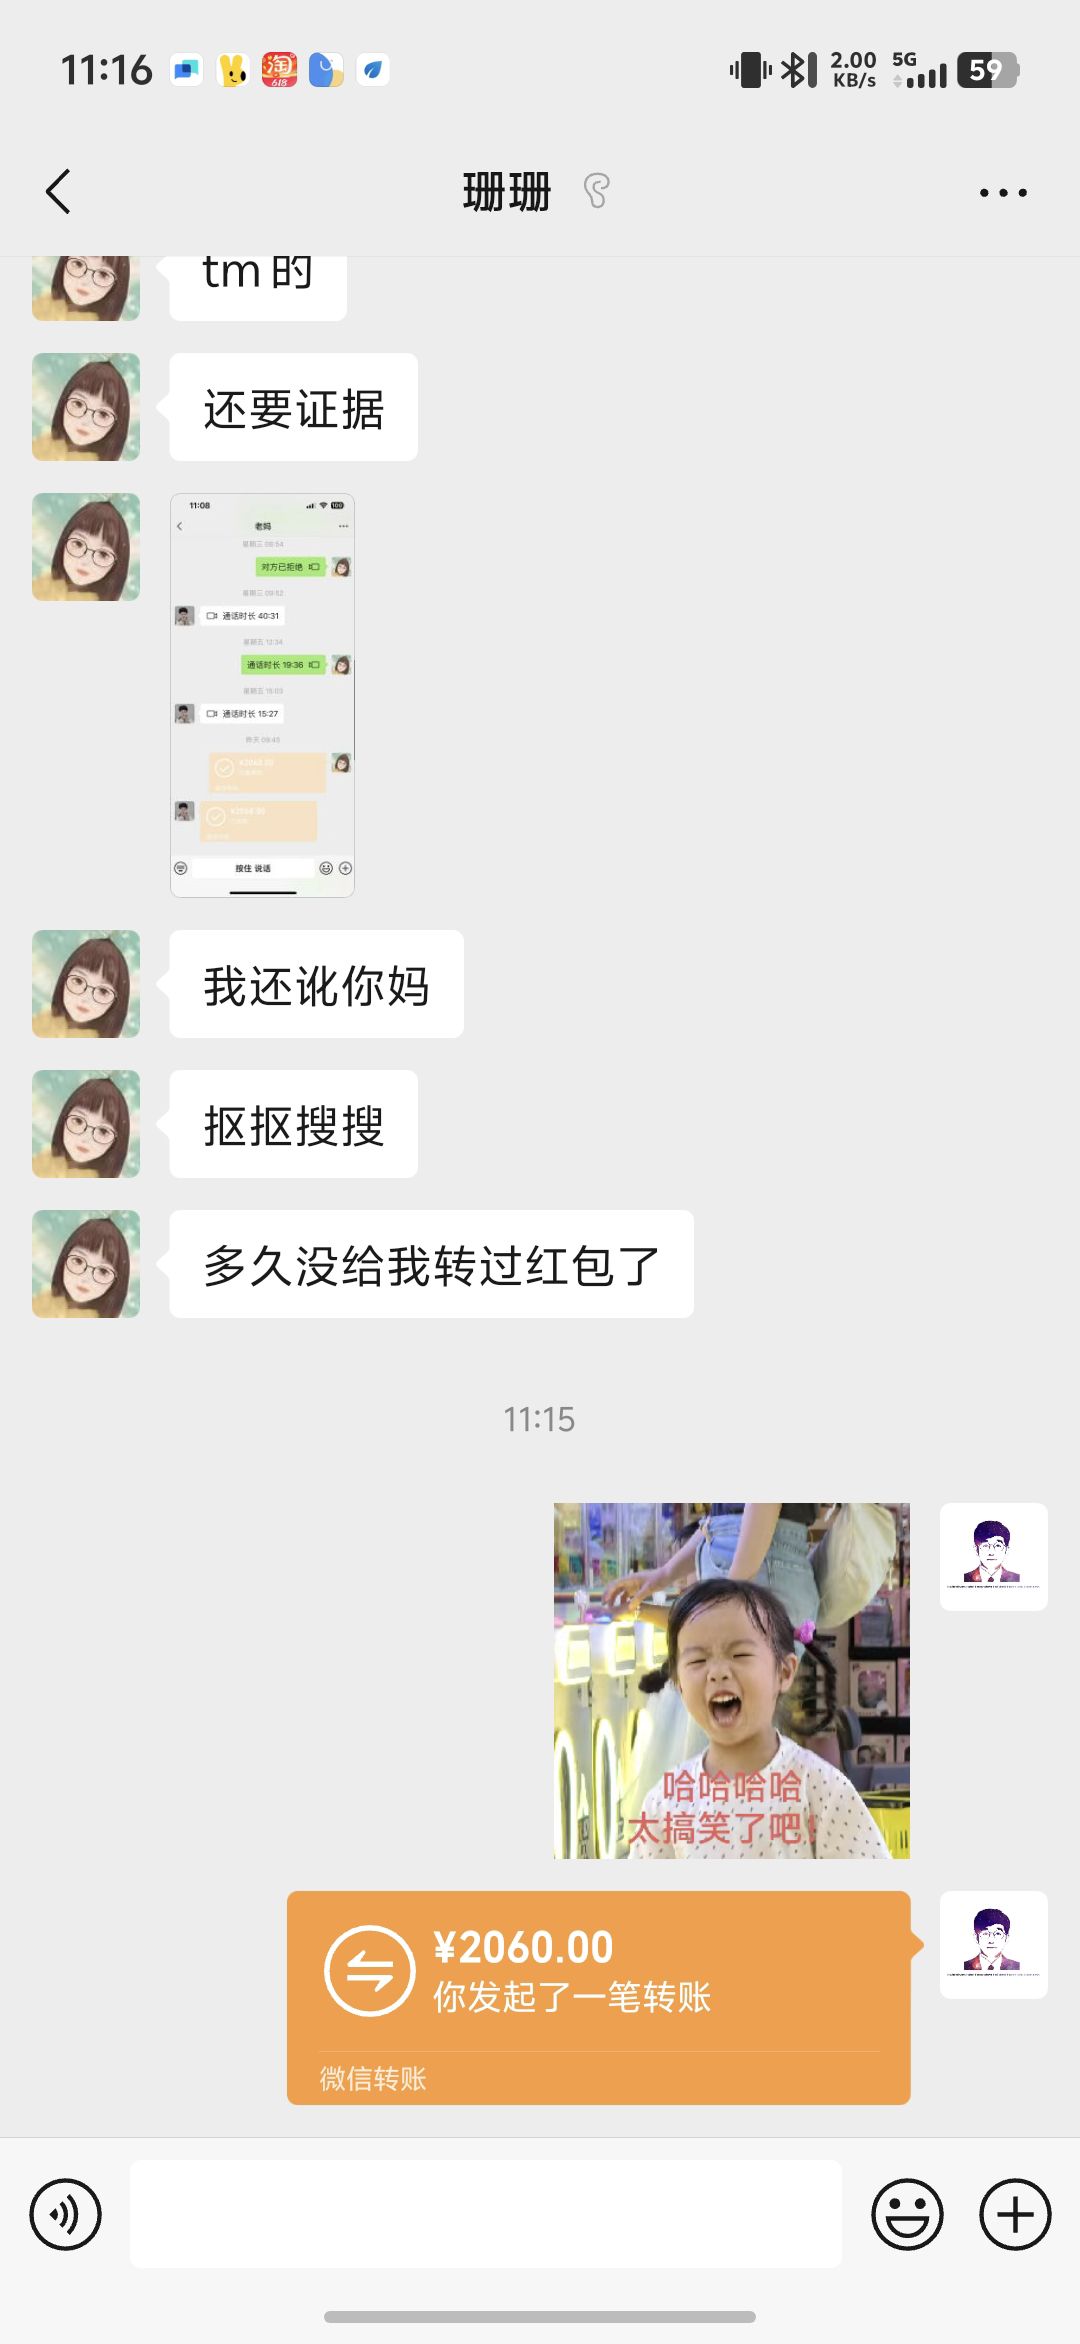 11:16
淘
618
2.00
KB/s
5G
59
珊珊
tm的
还要证据
11:08
100
老妈
星期三 08:54
对方已拒绝
星期三 09:52
通话时长 40:31
星期五 12:34
通话时长 19:36
星期五 15:03
通话时长 15:27
昨天 09:45
¥2060.00
¥2060.00
按住 说话
我还讹你妈
抠抠搜搜
多久没给我转过红包了
11:15
哈哈哈哈
太搞笑了吧！
¥2060.00
你发起了一笔转账
微信转账